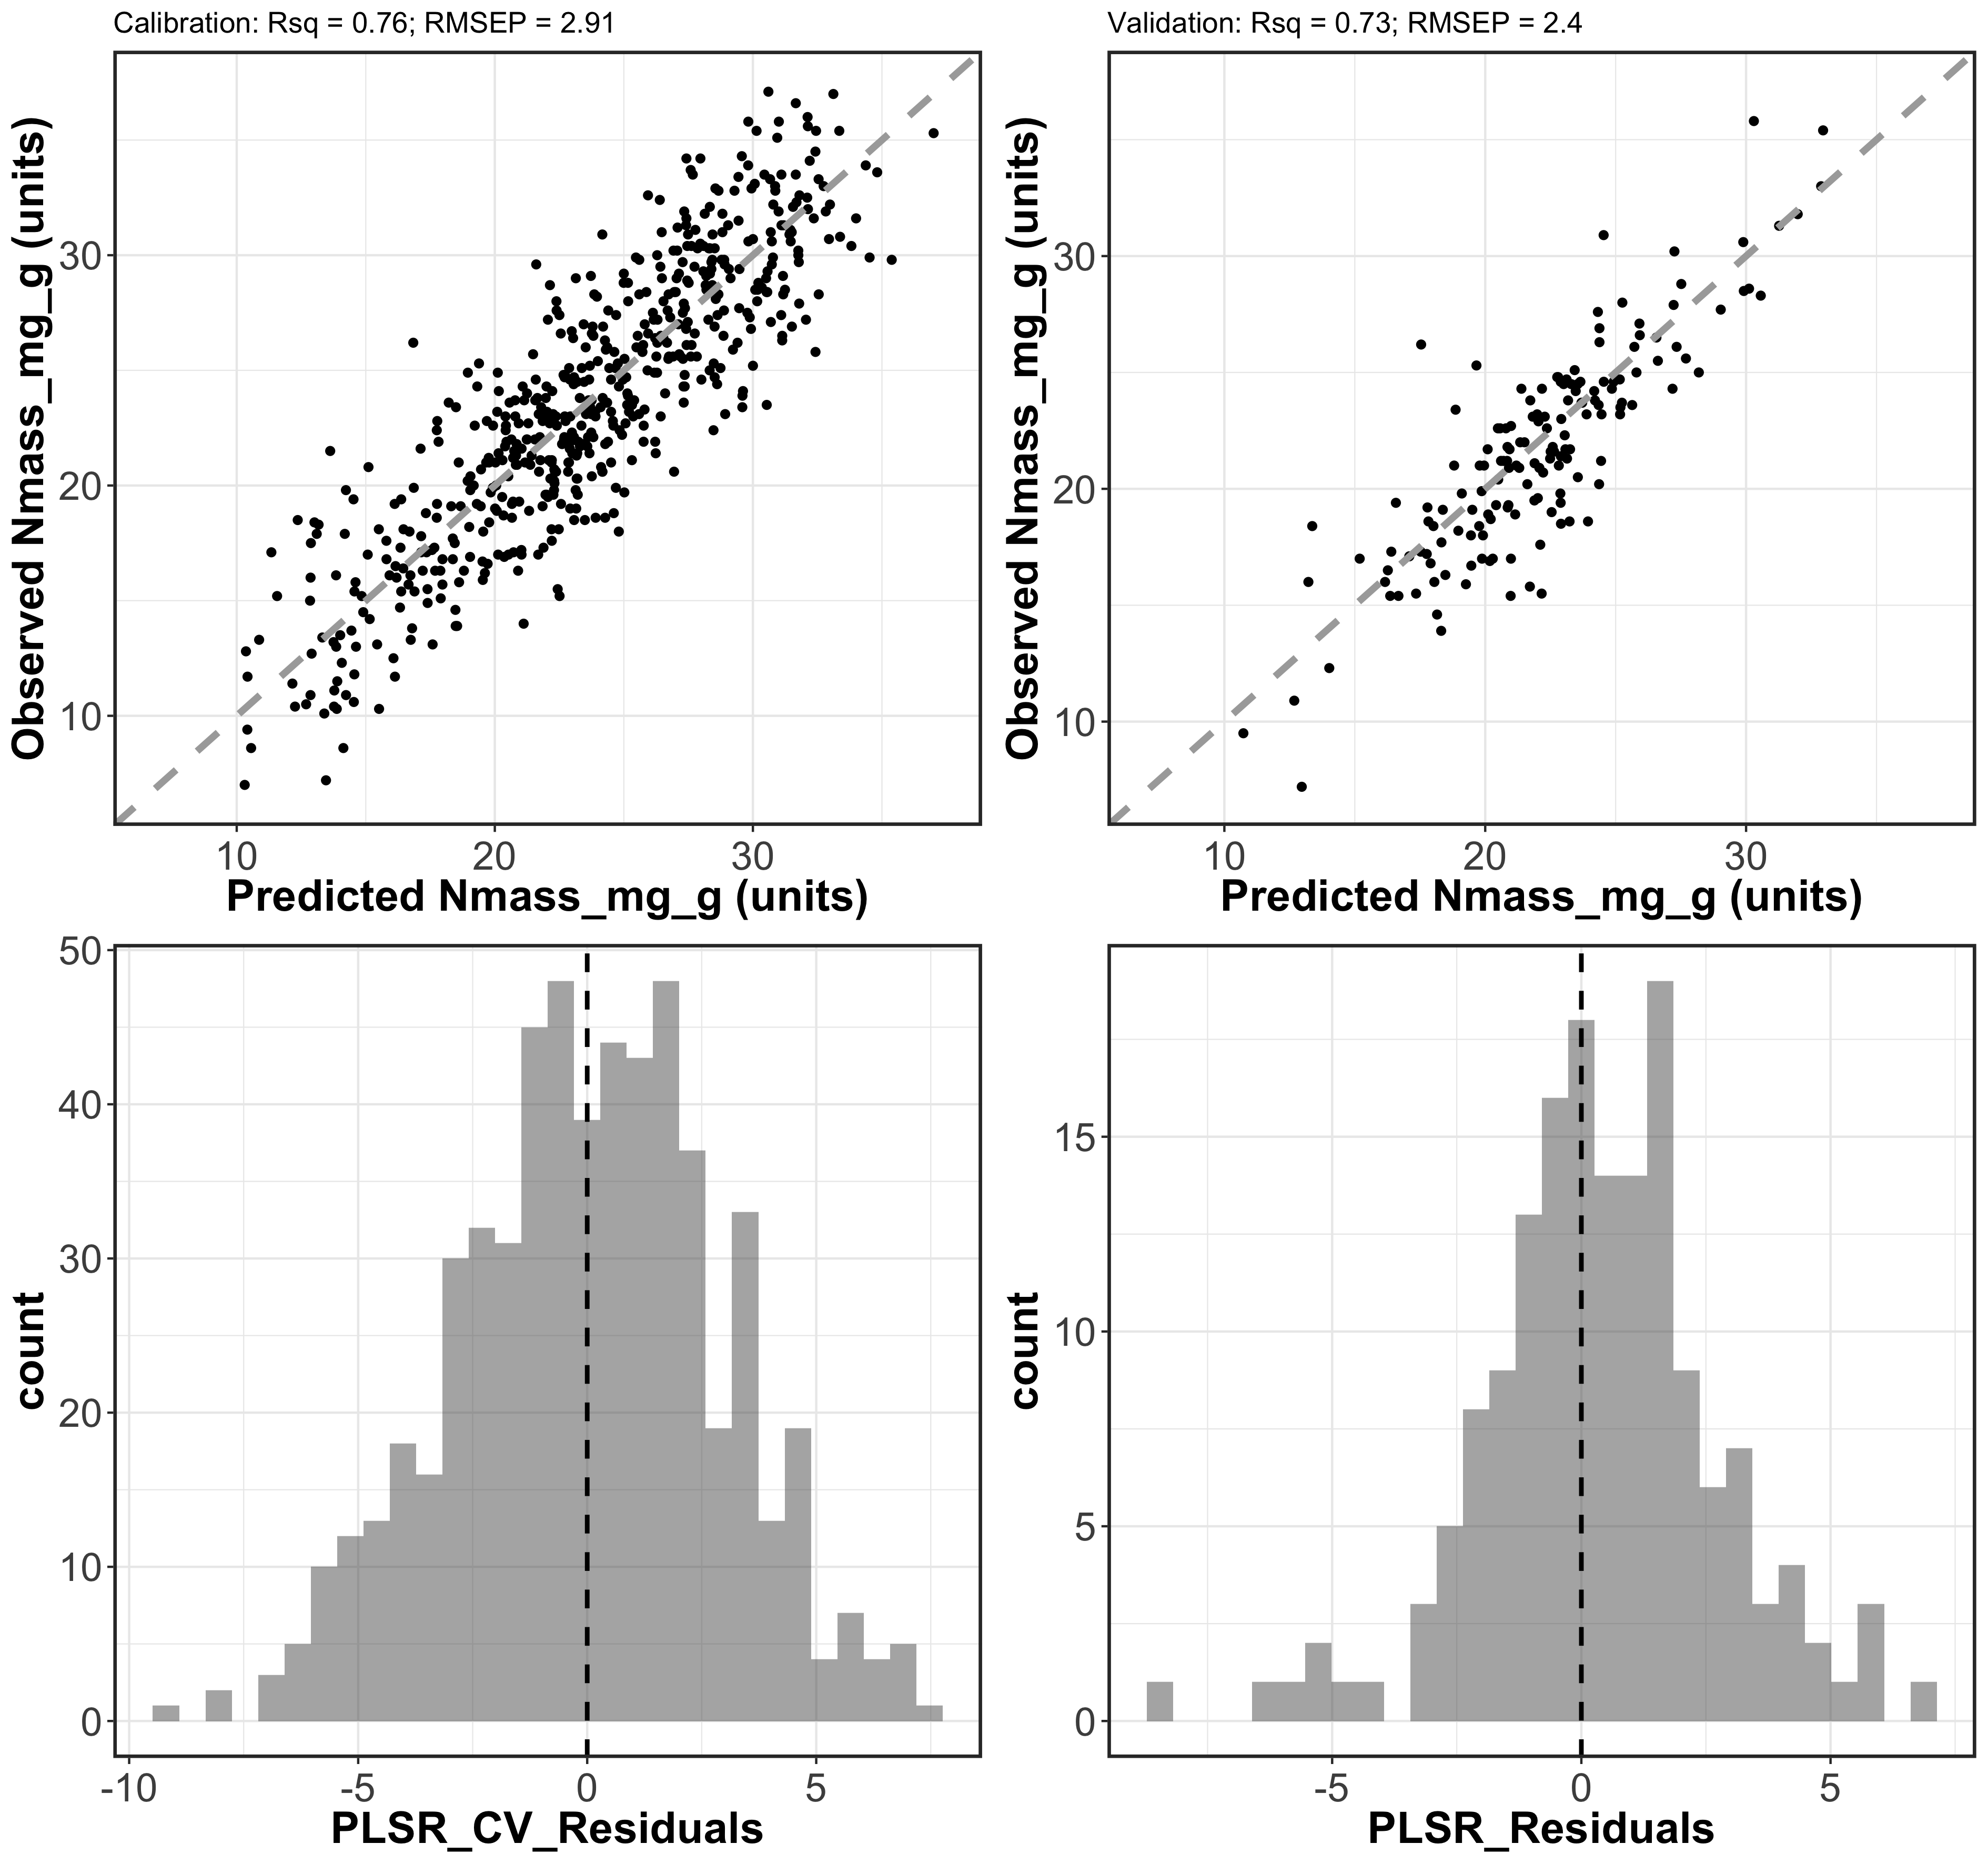 Calibration: Rsq = 0.76; RMSEP = 2.91
Observed Nmass_mg_g (units)
30
20
10
10 20 30
Predicted Nmass_mg_g (units)
Validation: Rsq = 0.73; RMSEP = 2.4
Observed Nmass_mg_g (units)
30
20
10
10 20 30
Predicted Nmass_mg_g (units)
count
50
40
30
20
10
0
-10 -5 0 5
PLSR_CV_Residuals
count
15
10
5
0
-5 0 5
PLSR_Residuals